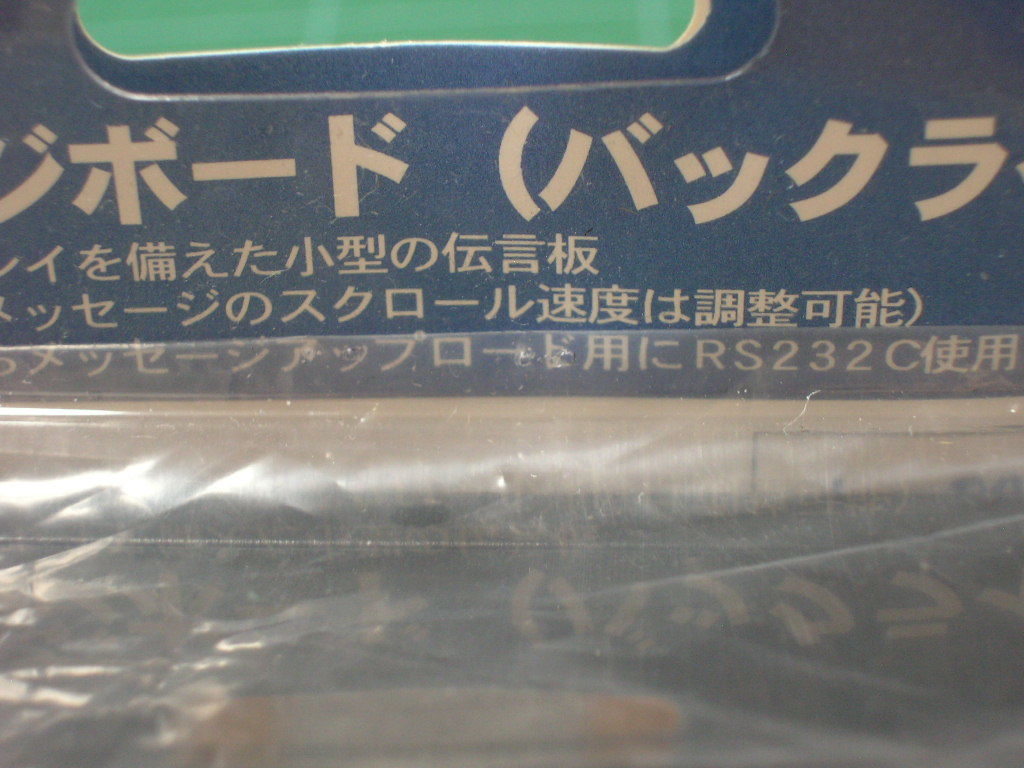 ジボード（バックラ
レイを備えた小型の伝言板
メッセージのスクロール速度は調整可能）
らメッセージアップロード用にRS232C使用